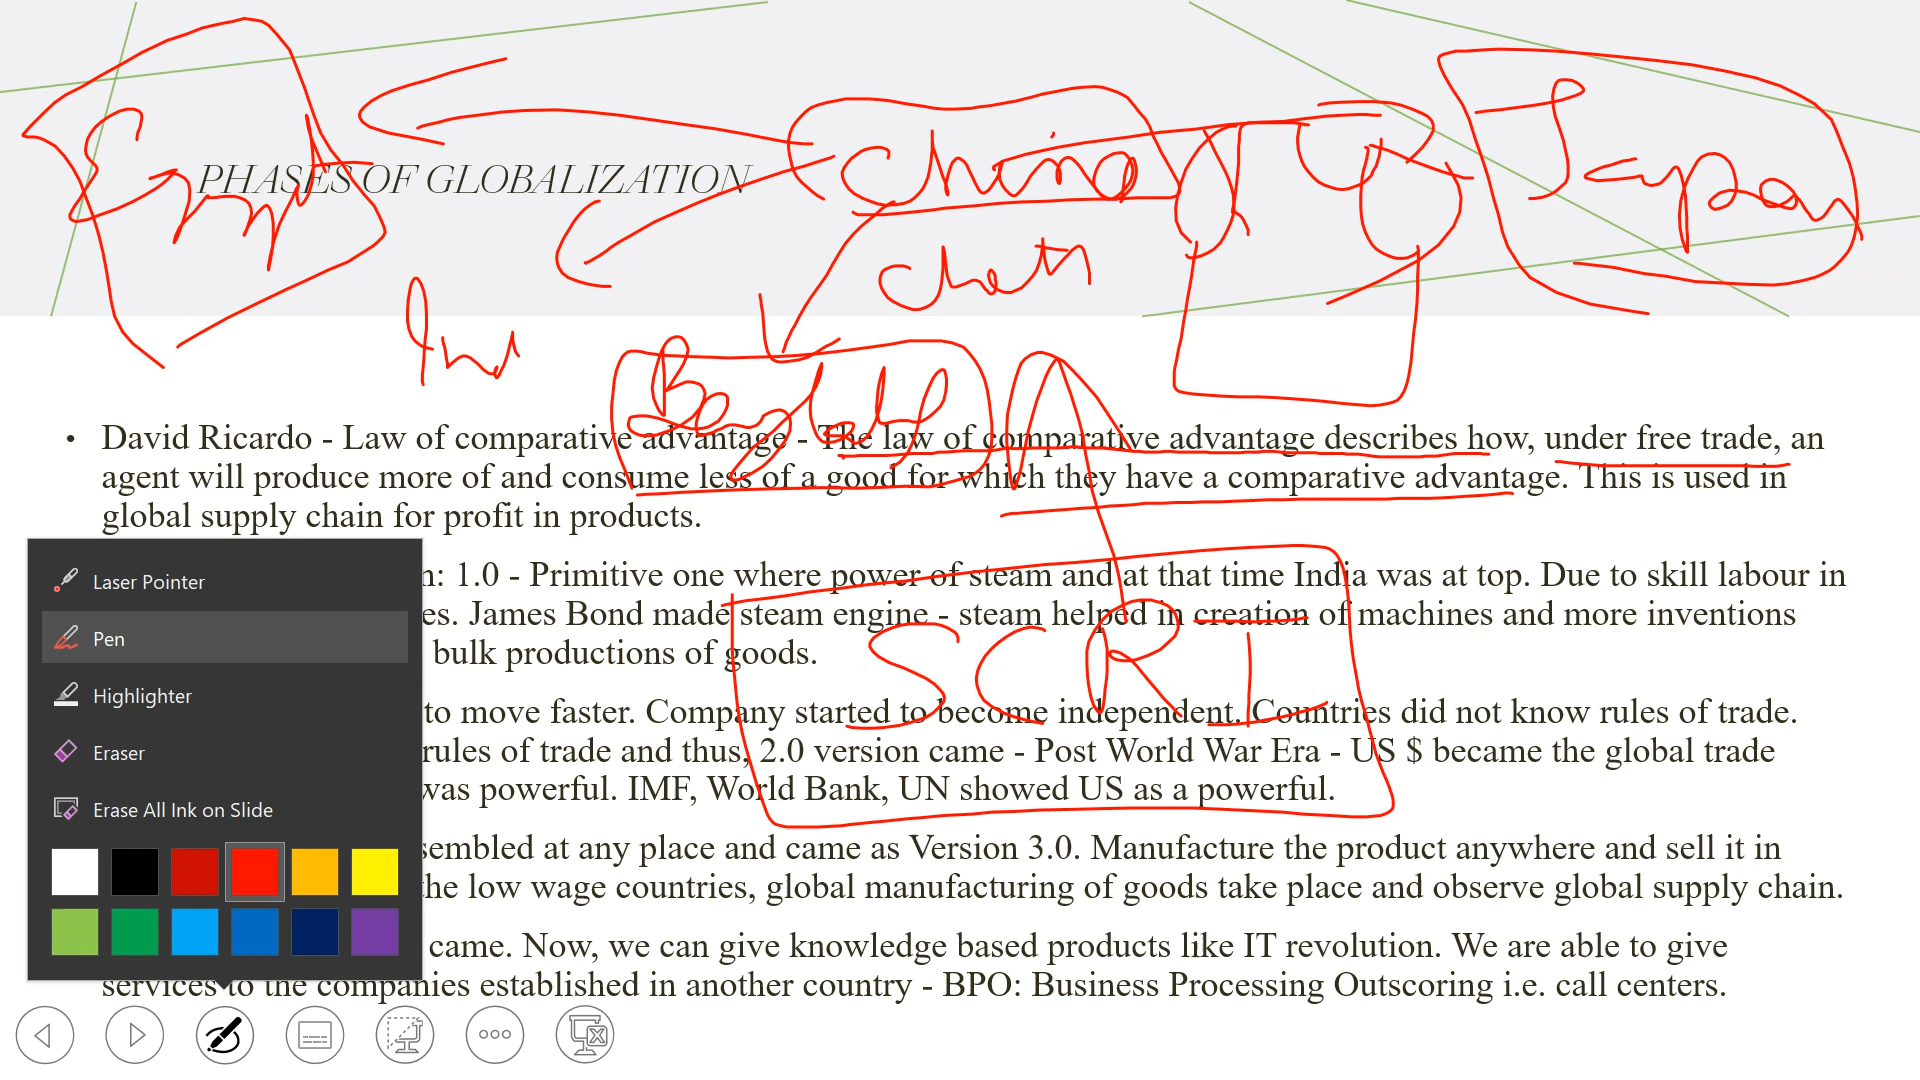 China
Japan
PHASES OF GLOBALIZATION
• David Ricardo - Law of comparative advantage - The law of comparative advantage describes how, under free trade, an
agent will produce more of and consume less of a good for which they have a comparative advantage. This is used in
global supply chain for profit in products.
n: 1.0 - Primitive one where power of steam and at that time India was at top. Due to skill labour in
es. James Bond made steam engine - steam helped in creation of machines and more inventions
bulk productions of goods.
SCRI
to move faster. Company started to become independent. Countries did not know rules of trade.
rules of trade and thus, 2.0 version came - Post World War Era - US $ became the global trade
was powerful. IMF, World Bank, UN showed US as a powerful.
sembled at any place and came as Version 3.0. Manufacture the product anywhere and sell it in
he low wage countries, global manufacturing of goods take place and observe global supply chain.
came. Now, we can give knowledge based products like IT revolution. We are able to give
services to the companies established in another country - BPO: Business Processing Outscoring i.e. call centers.
Laser Pointer
Pen
Highlighter
Eraser
Erase All Ink on Slide